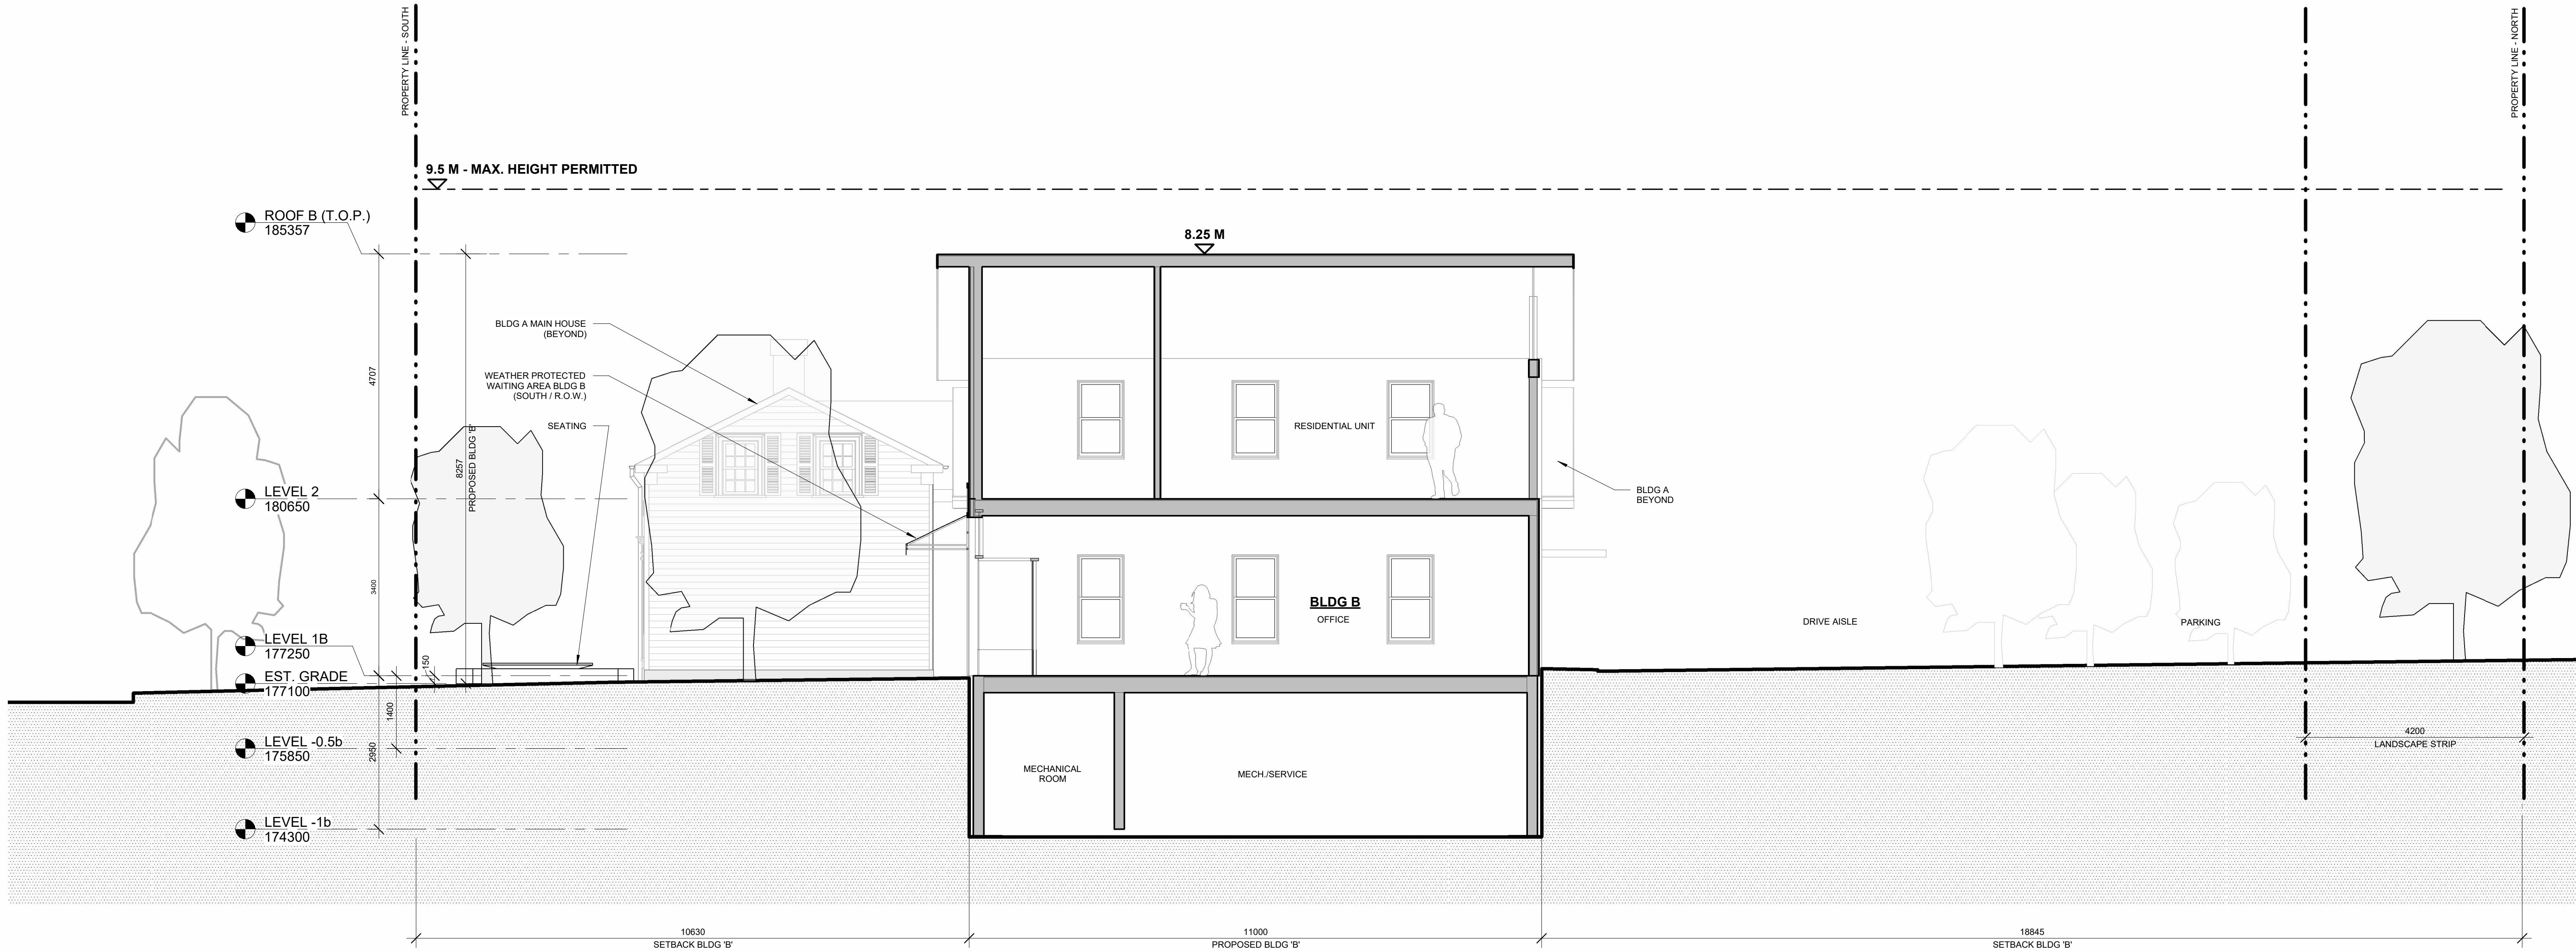 PROPERTY LINE - SOUTH
PROPERTY LINE - NORTH
9.5 M - MAX. HEIGHT PERMITTED
ROOF B (T.O.P.)
185357
8.25 M
BLDG A MAIN HOUSE
(BEYOND)
4707
WEATHER PROTECTED
WAITING AREA BLDG B
(SOUTH / R.O.W.)
SEATING
RESIDENTIAL UNIT
8257
PROPOSED BLDG 'B'
LEVEL 2
180650
BLDG A
BEYOND
3400
BLDG B
OFFICE
DRIVE AISLE
PARKING
LEVEL 1B
177250
150
EST. GRADE
177100
1400
LEVEL -0.5b
175850
2950
4200
LANDSCAPE STRIP
MECHANICAL
ROOM
MECH./SERVICE
LEVEL -1b
174300
10630
SETBACK BLDG 'B'
11000
PROPOSED BLDG 'B'
18845
SETBACK BLDG 'B'